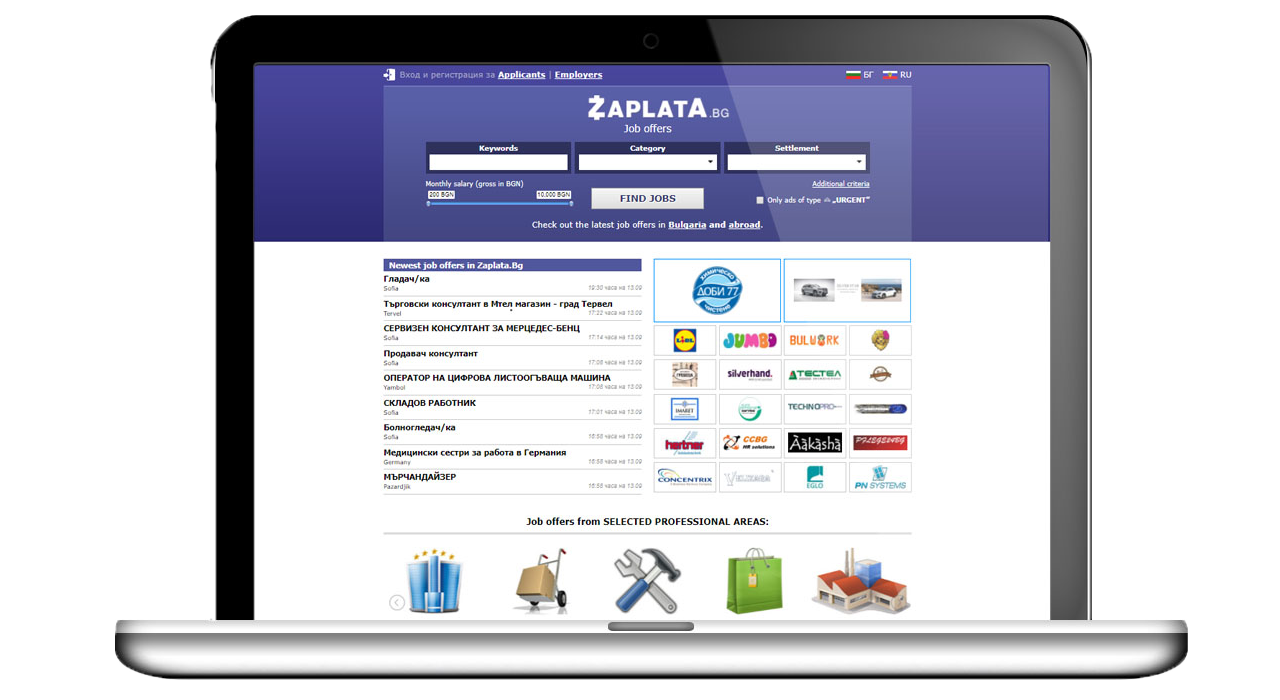 Вход и регистрация за Applicants | Employers
БГ RU
ZAPLATA.BG
Job offers
Keywords Category Settlement
Monthly salary (gross in BGN)
Additional criteria
200 BGN 10,000 BGN
FIND JOBS
Only ads of type „URGENT”
Check out the latest job offers in Bulgaria and abroad.
Newest job offers in Zaplata.Bg
Гладач/ка
Sofia 19:30 часа на 13.09
Търговски консултант в Мтел магазин - град Тервел
Tervel 17:22 часа на 13.09
СЕРВИЗЕН КОНСУЛТАНТ ЗА МЕРЦЕДЕС-БЕНЦ
Sofia 17:14 часа на 13.09
Продавач консултант
Sofia 17:08 часа на 13.09
ОПЕРАТОР НА ЦИФРОВА ЛИСТООГЪВАЩА МАШИНА
Yambol 17:08 часа на 13.09
СКЛАДОВ РАБОТНИК
Sofia 17:01 часа на 13.09
Болногледач/ка
Sofia 16:58 часа на 13.09
Медицински сестри за работа в Германия
Germany 16:58 часа на 13.09
МЪРЧАНДАЙЗЕР
Pazardjik 16:56 часа на 13.09
ХИМИЧЕСКО
ДОБИ 77
ЧИСТЕНЕ
LIDL JUMBO BULWORK
silverhand. ТЕСТЕЛ
IMARET service TECHNOPRO
hertner CCBG HR solutions Aakasha PFLEGENBG
CONCENTRIX VELIZARA EGLO PN SYSTEMS
Job offers from SELECTED PROFESSIONAL AREAS: